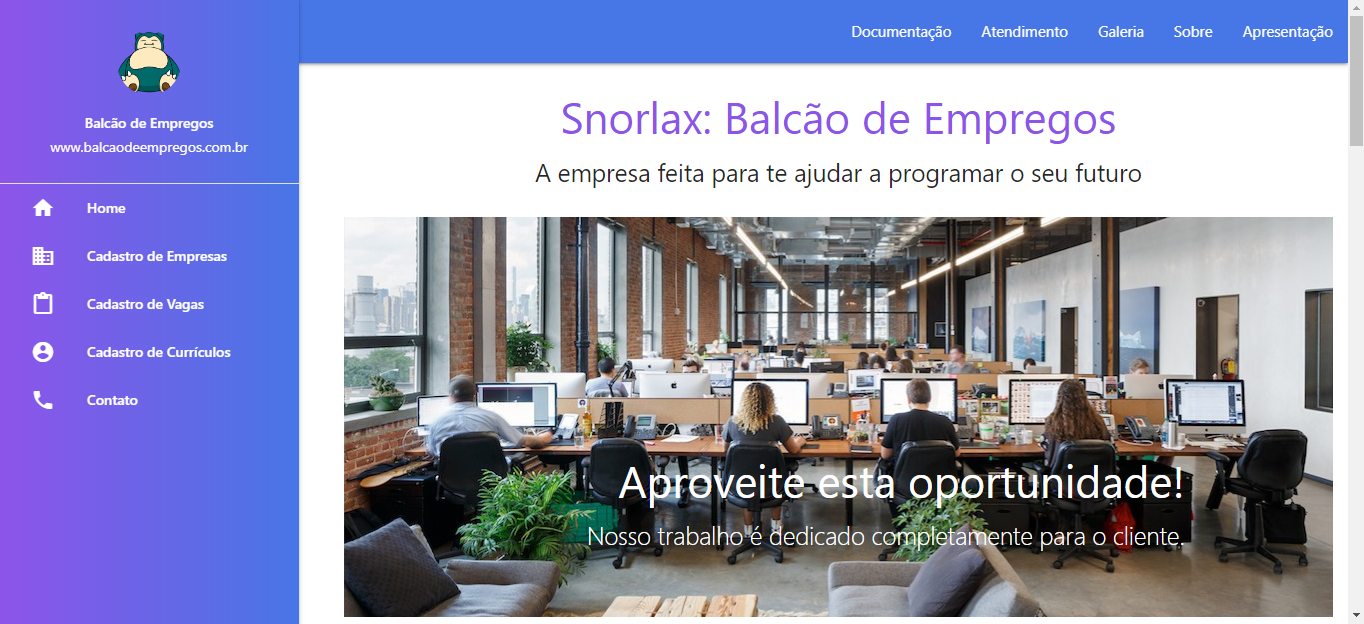 Balcão de Empregos
www.balcaodeempregos.com.br
Home
Cadastro de Empresas
Cadastro de Vagas
Cadastro de Currículos
Contato
Documentação Atendimento Galeria Sobre Apresentação
Snorlax: Balcão de Empregos
A empresa feita para te ajudar a programar o seu futuro
Aproveite esta oportunidade!
Nosso trabalho é dedicado completamente para o cliente.